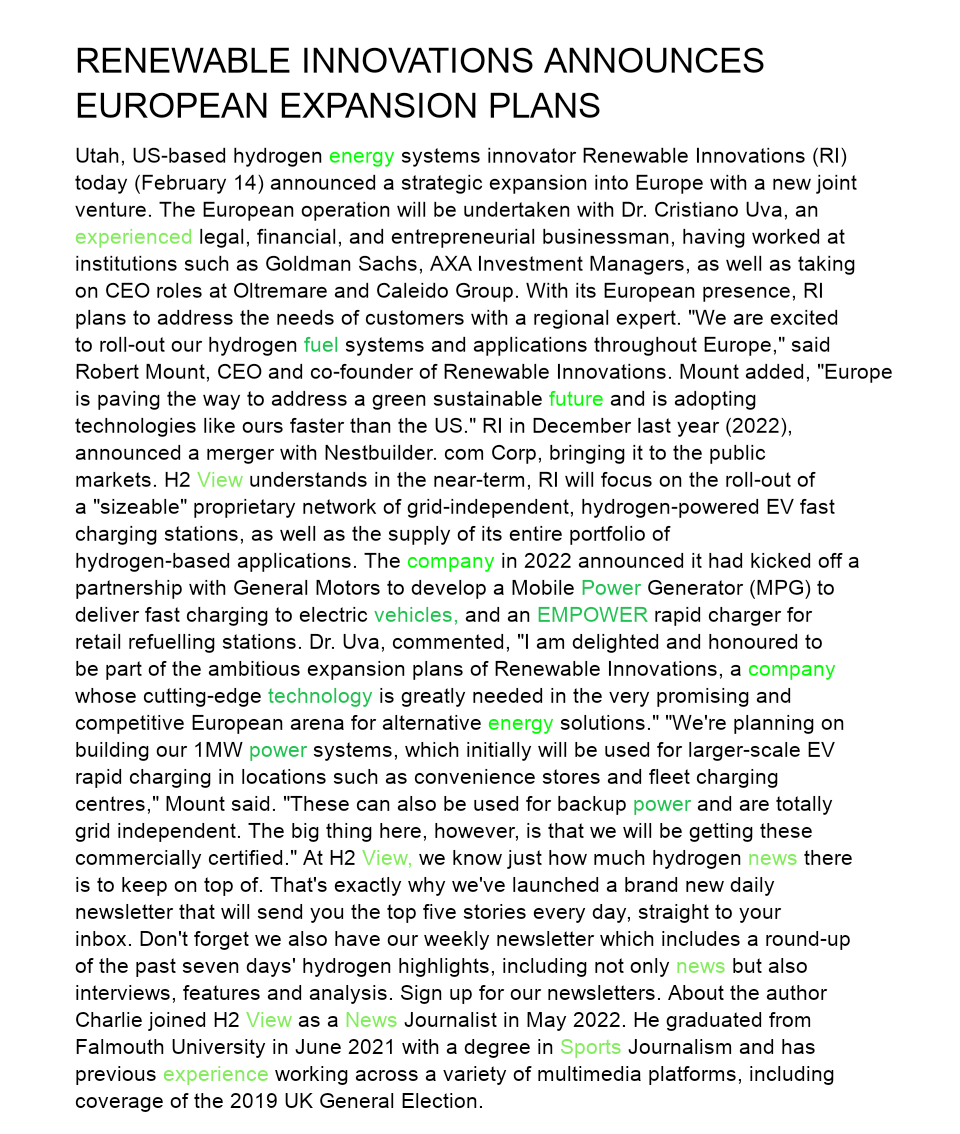 RENEWABLE INNOVATIONS ANNOUNCES
EUROPEAN EXPANSION PLANS
Utah, US-based hydrogen energy systems innovator Renewable Innovations (RI)
today (February 14) announced a strategic expansion into Europe with a new joint
venture. The European operation will be undertaken with Dr. Cristiano Uva, an
experienced legal, financial, and entrepreneurial businessman, having worked at
institutions such as Goldman Sachs, AXA Investment Managers, as well as taking
on CEO roles at Oltremare and Caleido Group. With its European presence, RI
plans to address the needs of customers with a regional expert. "We are excited
to roll-out our hydrogen fuel systems and applications throughout Europe," said
Robert Mount, CEO and co-founder of Renewable Innovations. Mount added, "Europe
is paving the way to address a green sustainable future and is adopting
technologies like ours faster than the US." RI in December last year (2022),
announced a merger with Nestbuilder. com Corp, bringing it to the public
markets. H2 View understands in the near-term, RI will focus on the roll-out of
a "sizeable" proprietary network of grid-independent, hydrogen-powered EV fast
charging stations, as well as the supply of its entire portfolio of
hydrogen-based applications. The company in 2022 announced it had kicked off a
partnership with General Motors to develop a Mobile Power Generator (MPG) to
deliver fast charging to electric vehicles, and an EMPOWER rapid charger for
retail refuelling stations. Dr. Uva, commented, "I am delighted and honoured to
be part of the ambitious expansion plans of Renewable Innovations, a company
whose cutting-edge technology is greatly needed in the very promising and
competitive European arena for alternative energy solutions." "We're planning on
building our 1MW power systems, which initially will be used for larger-scale EV
rapid charging in locations such as convenience stores and fleet charging
centres," Mount said. "These can also be used for backup power and are totally
grid independent. The big thing here, however, is that we will be getting these
commercially certified." At H2 View, we know just how much hydrogen news there
is to keep on top of. That's exactly why we've launched a brand new daily
newsletter that will send you the top five stories every day, straight to your
inbox. Don't forget we also have our weekly newsletter which includes a round-up
of the past seven days' hydrogen highlights, including not only news but also
interviews, features and analysis. Sign up for our newsletters. About the author
Charlie joined H2 View as a News Journalist in May 2022. He graduated from
Falmouth University in June 2021 with a degree in Sports Journalism and has
previous experience working across a variety of multimedia platforms, including
coverage of the 2019 UK General Election.